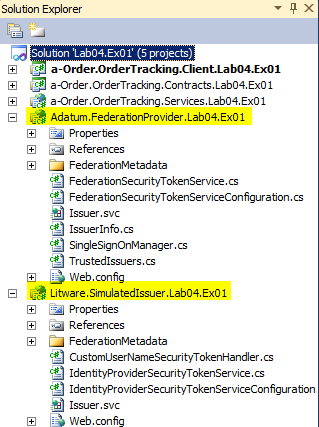 Solution Explorer
Solution 'Lab04.Ex01' (5 projects)
a-Order.OrderTracking.Client.Lab04.Ex01
a-Order.OrderTracking.Contracts.Lab04.Ex01
a-Order.OrderTracking.Services.Lab04.Ex01
Adatum.FederationProvider.Lab04.Ex01
Properties
References
FederationMetadata
FederationSecurityTokenService.cs
FederationSecurityTokenServiceConfiguration.cs
Issuer.svc
IssuerInfo.cs
SingleSignOnManager.cs
TrustedIssuers.cs
Web.config
Litware.SimulatedIssuer.Lab04.Ex01
Properties
References
FederationMetadata
CustomUserNameSecurityTokenHandler.cs
IdentityProviderSecurityTokenService.cs
IdentityProviderSecurityTokenServiceConfiguration
Issuer.svc
Web.config